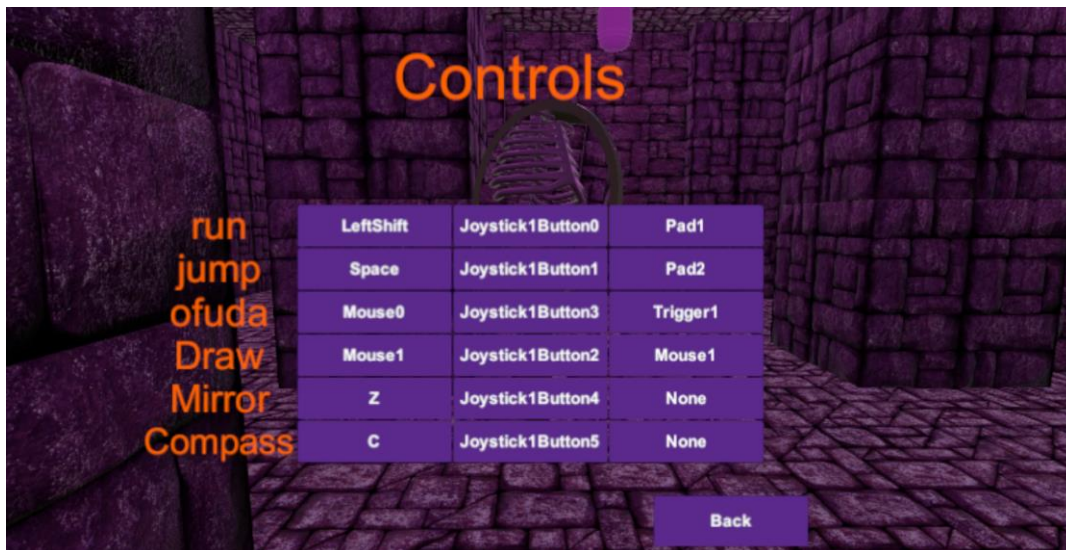 Controls
run LeftShift Joystick1Button0 Pad1
jump Space Joystick1Button1 Pad2
ofuda Mouse0 Joystick1Button3 Trigger1
Draw Mouse1 Joystick1Button2 Mouse1
Mirror Z Joystick1Button4 None
Compass C Joystick1Button5 None
Back